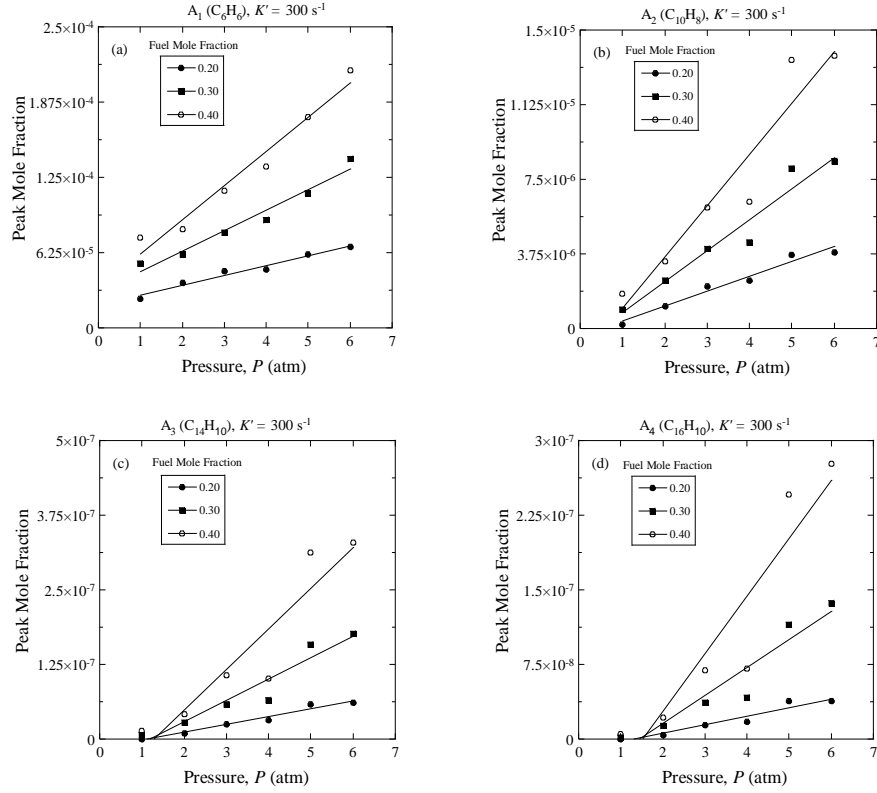 A₁ (C₆H₆), K' = 300 s⁻¹
(a)
Fuel Mole Fraction
0.20
0.30
0.40
2.5×10⁻⁴
1.875×10⁻⁴
1.25×10⁻⁴
6.25×10⁻⁵
0
Peak Mole Fraction
0 1 2 3 4 5 6 7
Pressure, P (atm)
A₂ (C₁₀H₈), K' = 300 s⁻¹
(b)
Fuel Mole Fraction
0.20
0.30
0.40
1.5×10⁻⁵
1.125×10⁻⁵
7.5×10⁻⁶
3.75×10⁻⁶
0
Peak Mole Fraction
0 1 2 3 4 5 6 7
Pressure, P (atm)
A₃ (C₁₄H₁₀), K' = 300 s⁻¹
(c)
Fuel Mole Fraction
0.20
0.30
0.40
5×10⁻⁷
3.75×10⁻⁷
2.5×10⁻⁷
1.25×10⁻⁷
0
Peak Mole Fraction
0 1 2 3 4 5 6 7
Pressure, P (atm)
A₄ (C₁₆H₁₀), K' = 300 s⁻¹
(d)
Fuel Mole Fraction
0.20
0.30
0.40
3×10⁻⁷
2.25×10⁻⁷
1.5×10⁻⁷
7.5×10⁻⁸
0
Peak Mole Fraction
0 1 2 3 4 5 6 7
Pressure, P (atm)